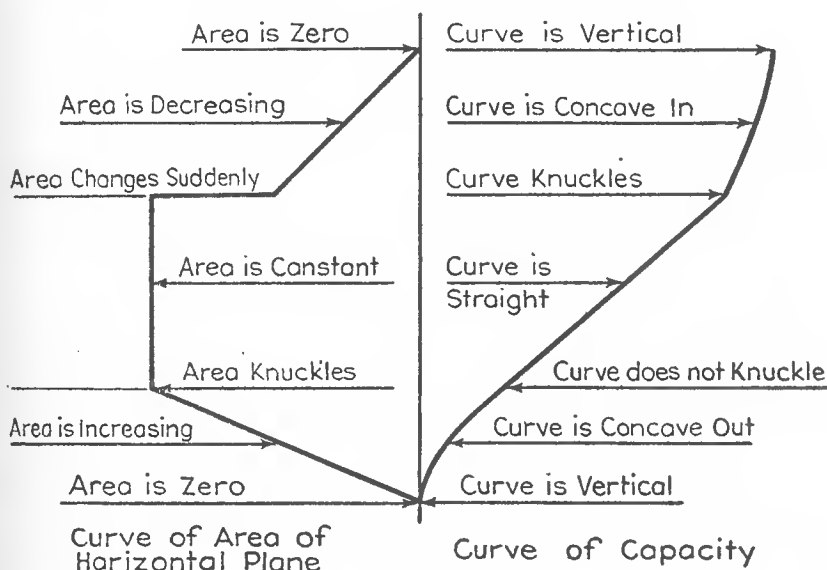 Area is Zero
Curve is Vertical
Area is Decreasing
Curve is Concave In
Area Changes Suddenly
Curve Knuckles
Area is Constant
Curve is
Straight
Area Knuckles
Curve does not Knuckle
Area is Increasing
Curve is Concave Out
Area is Zero
Curve is Vertical
Curve of Area of
Horizontal Plane
Curve of Capacity